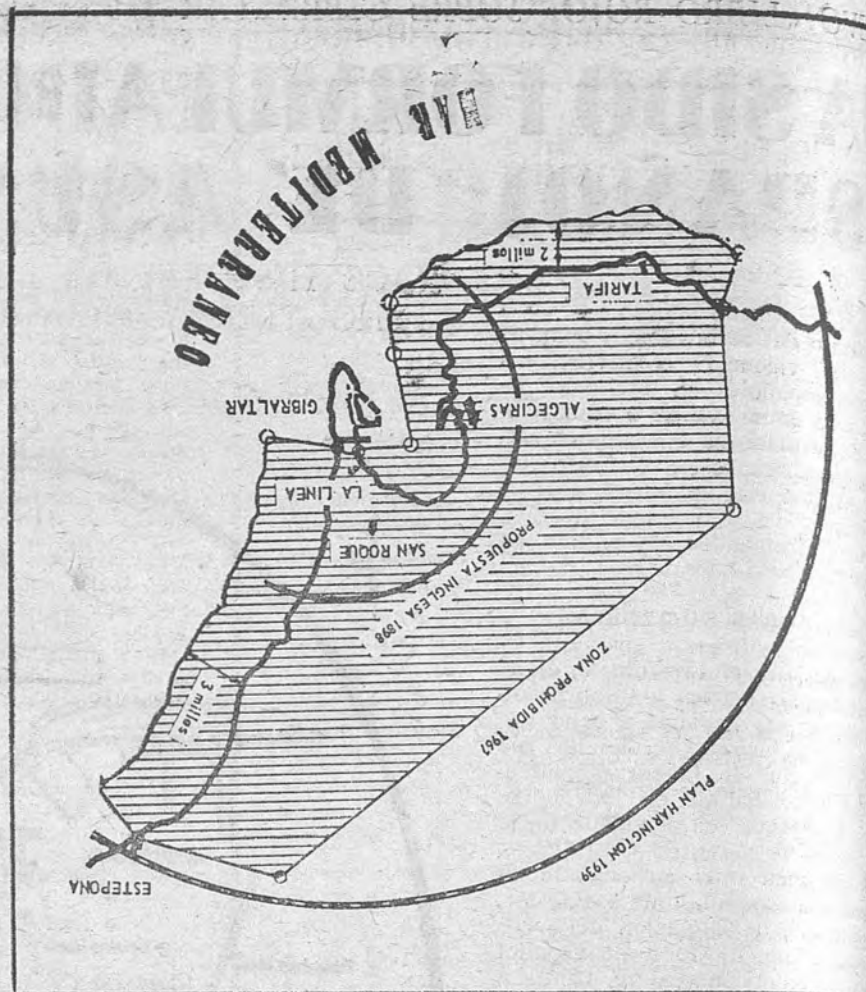 ESTEPONA
PLAN HARINGTON 1939
3 millas
ZONA PROHIBIDA 1967
PROPUESTA INGLESA 1898
SAN ROQUE
LA LINEA
ALGECIRAS
GIBRALTAR
TARIFA
2 millas
MAR MEDITERRANEO